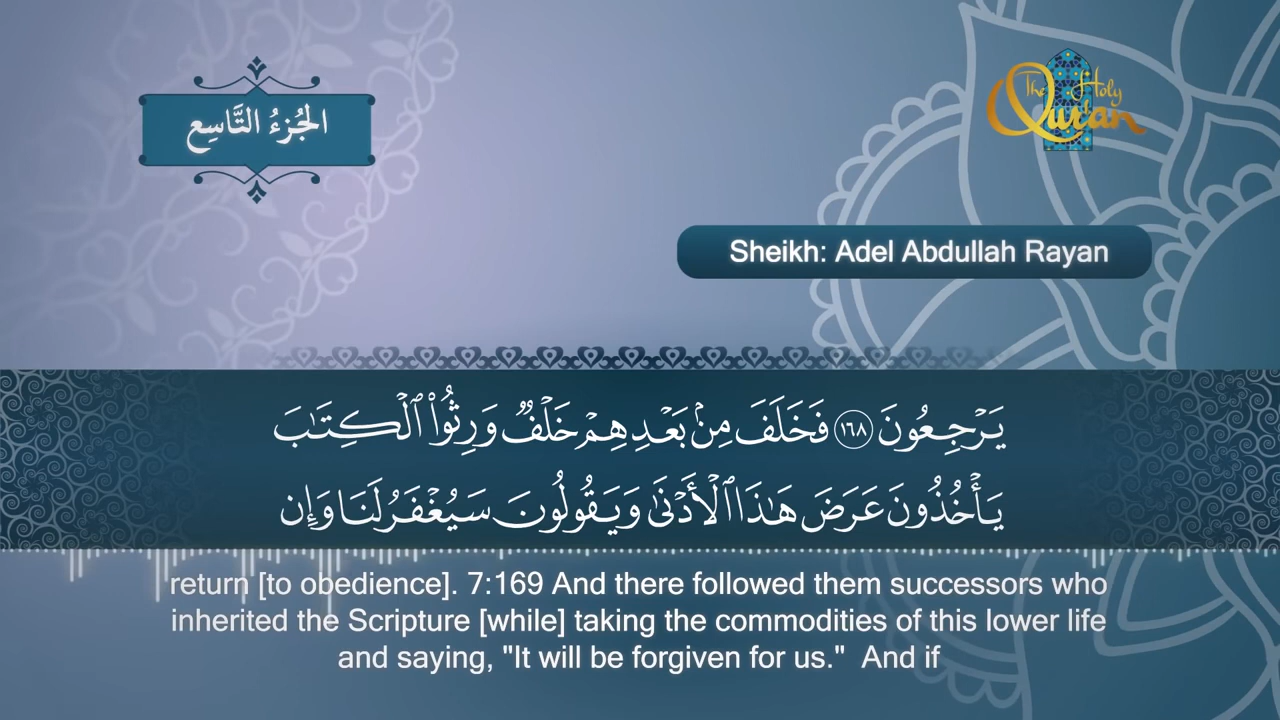 الجُزءُ التَّاسِع
The Holy Quran
Sheikh: Adel Abdullah Rayan
يَرْجِعُونَ ١٦٨ فَخَلَفَ مِنۢ بَعْدِهِمْ خَلْفٌ وَرِثُوا۟ ٱلْكِتَـٰبَ
يَأْخُذُونَ عَرَضَ هَـٰذَا ٱلْأَدْنَىٰ وَيَقُولُونَ سَيُغْفَرُ لَنَا وَإِن
return [to obedience]. 7:169 And there followed them successors who
inherited the Scripture [while] taking the commodities of this lower life
and saying, "It will be forgiven for us."  And if